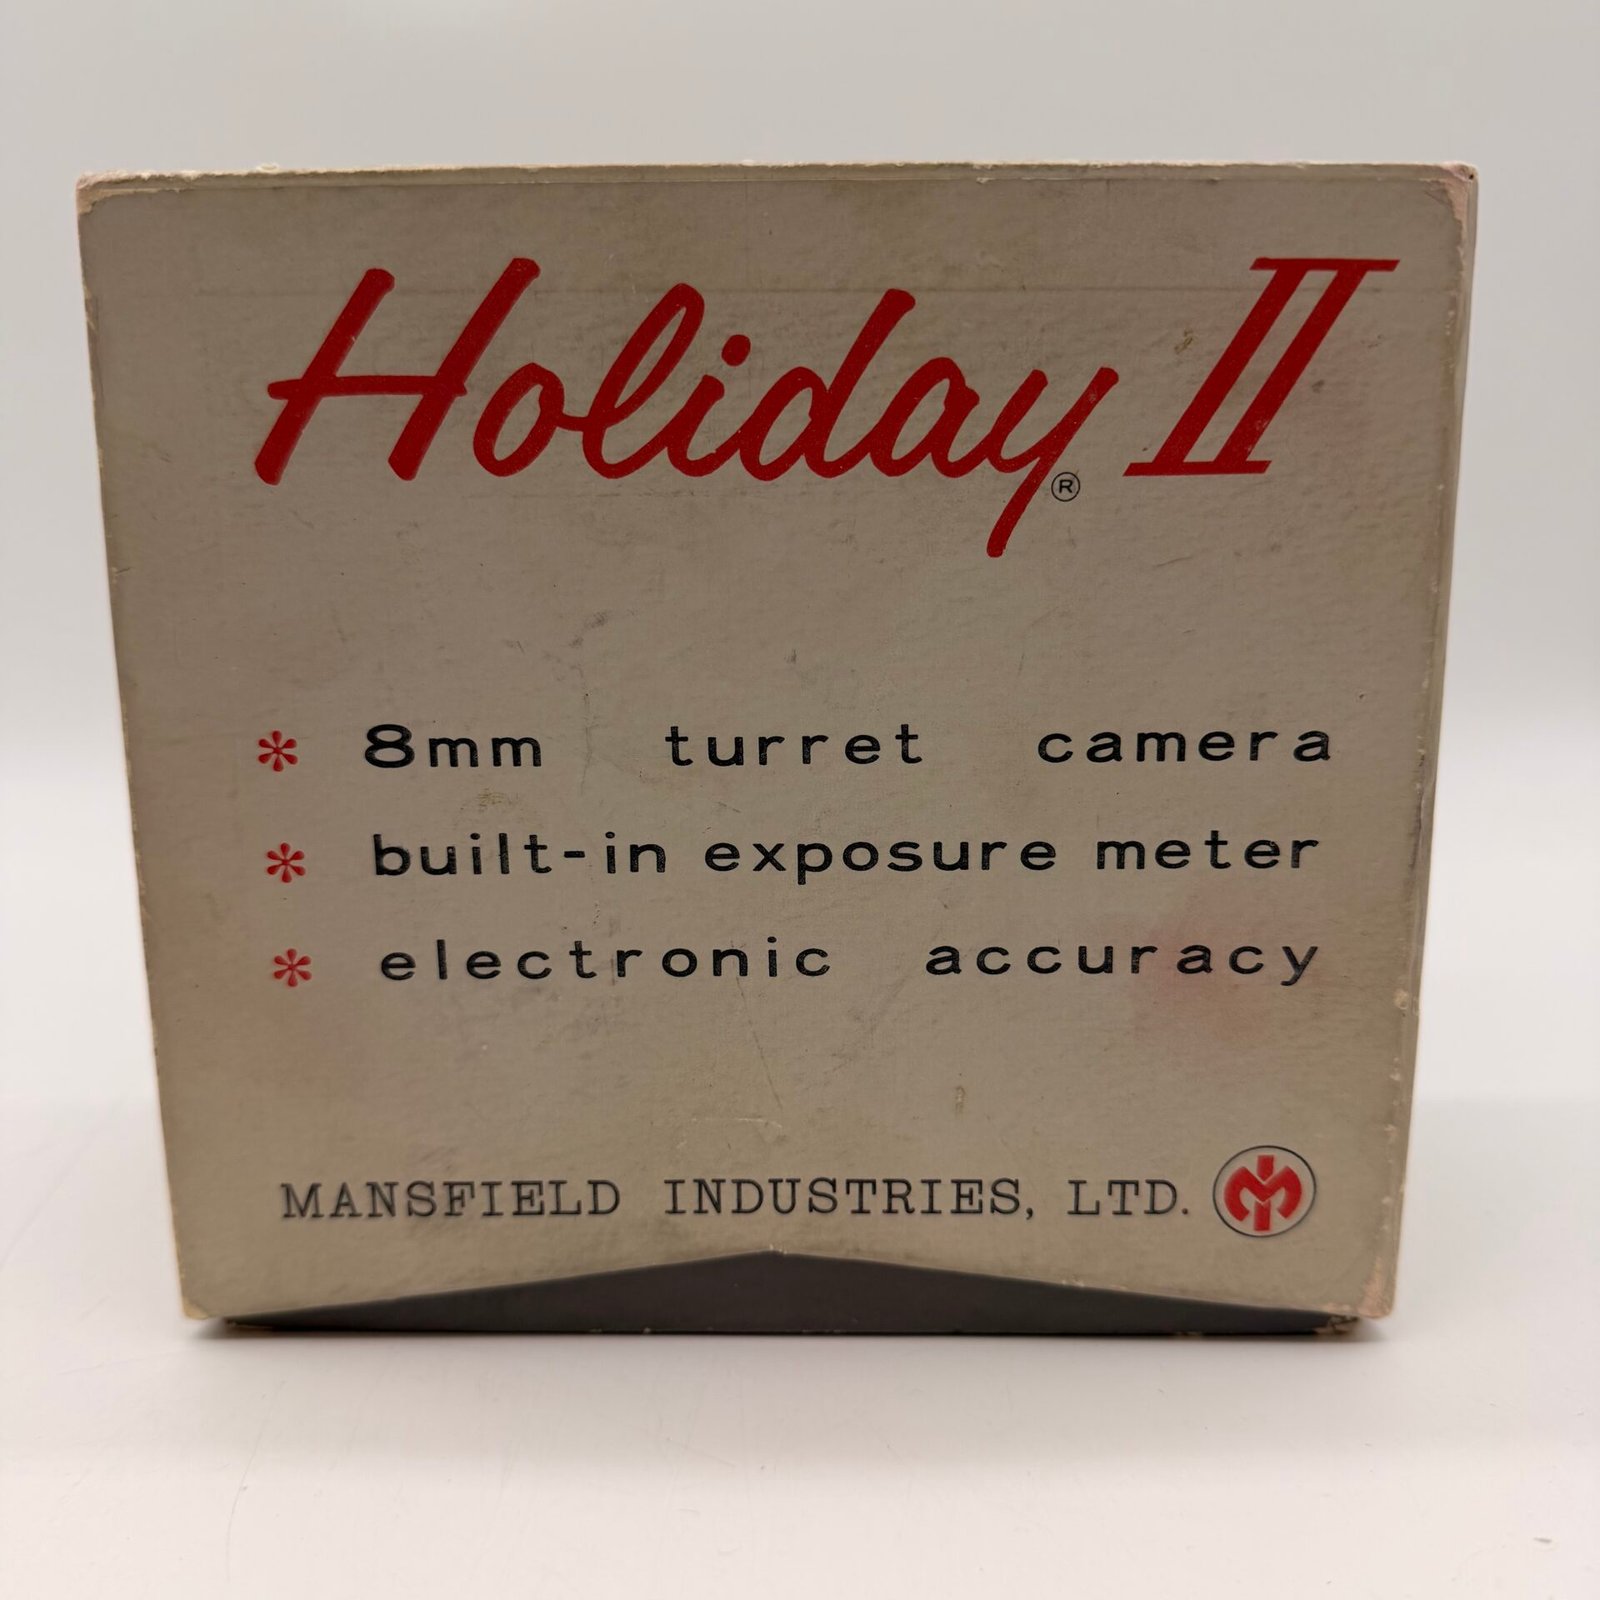 Holiday II
®
* 8mm turret camera
* built-in exposure meter
* electronic accuracy
MANSFIELD INDUSTRIES, LTD.